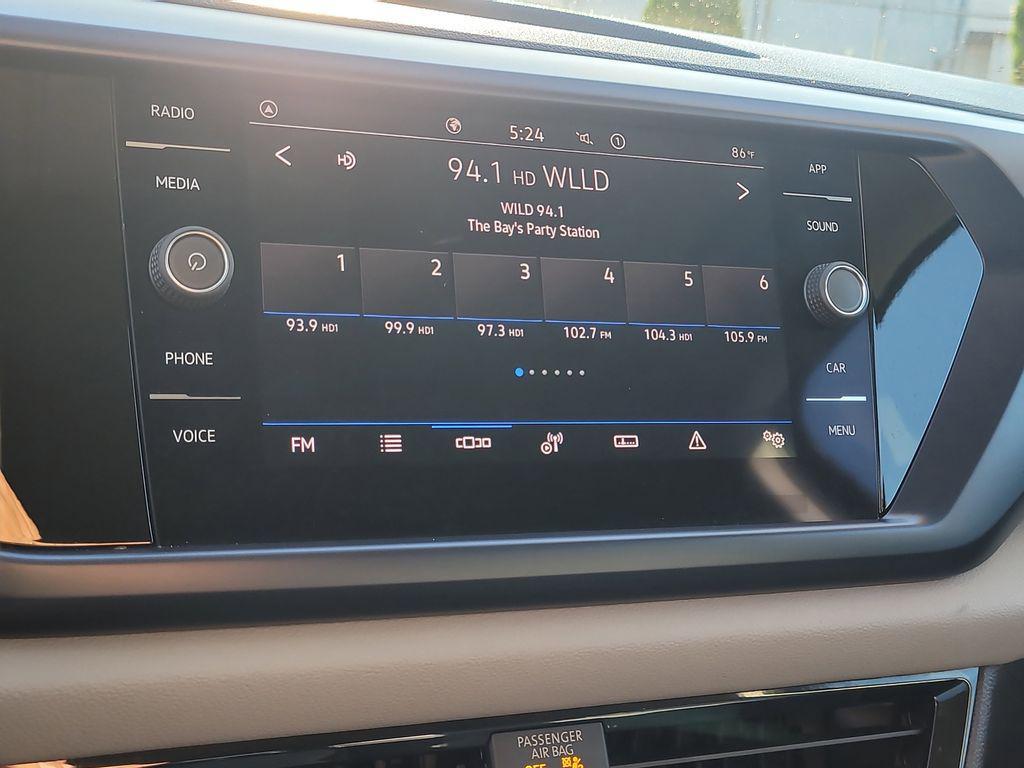 RADIO
MEDIA
PHONE
VOICE
5:24
1
86°F
94.1 HD WLLD
WILD 94.1
The Bay's Party Station
1 2 3 4 5 6
93.9 HD1 99.9 HD1 97.3 HD1 102.7 FM 104.3 HD1 105.9 FM
FM
APP
SOUND
CAR
MENU
PASSENGER
AIR BAG
OFF